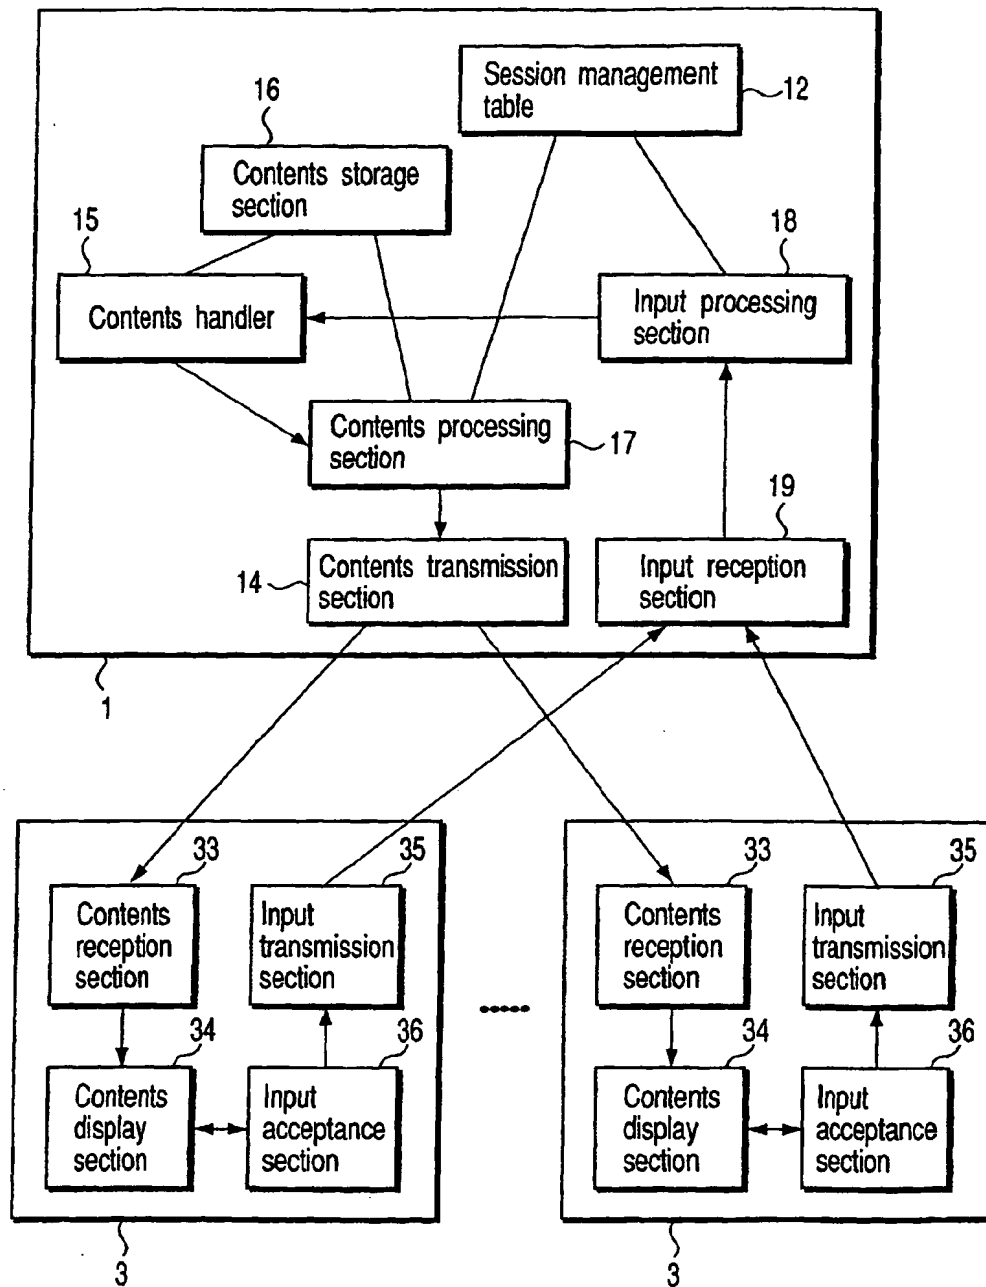 Session management
table
12
16
Contents storage
section
15
18
Contents handler
Input processing
section
Contents processing
section
17
19
14
Contents transmission
section
Input reception
section
1
33
35
Contents
reception
section
Input
transmission
section
34
36
Contents
display
section
Input
acceptance
section
3
33
35
Contents
reception
section
Input
transmission
section
34
36
Contents
display
section
Input
acceptance
section
3